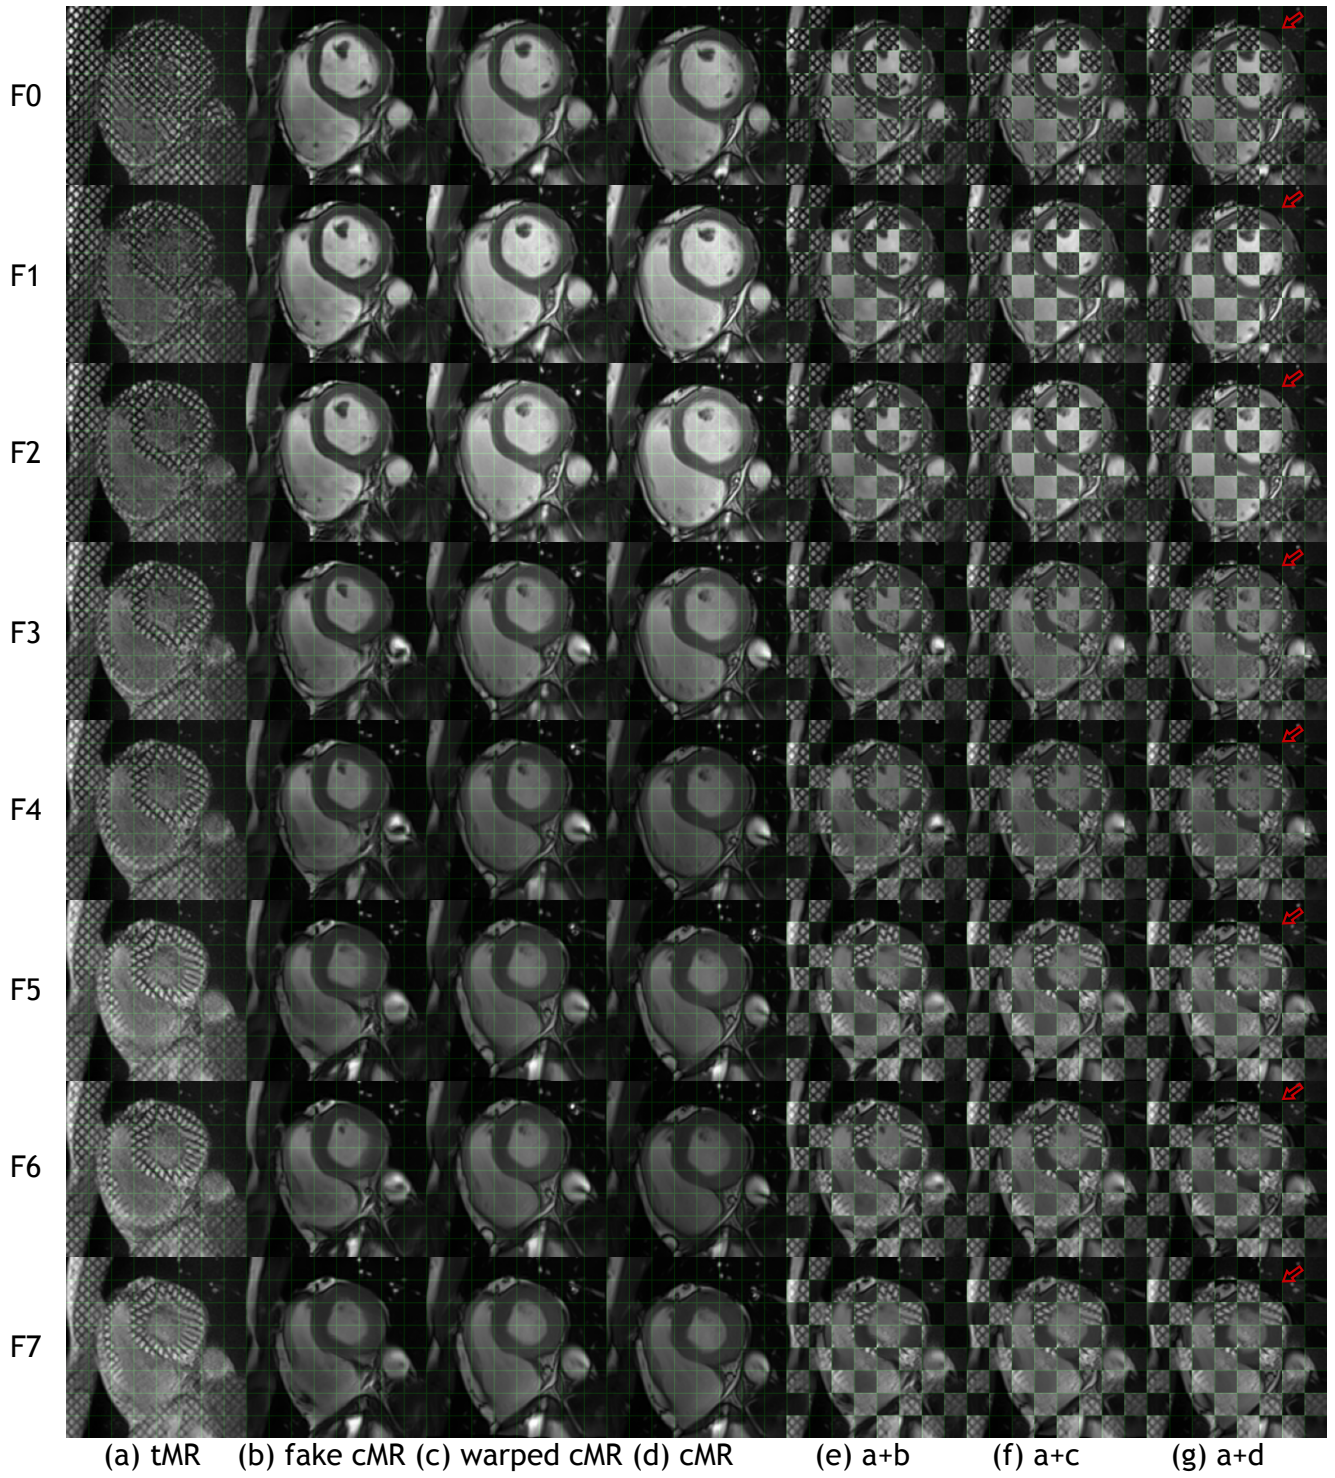 F0
F1
F2
F3
F4
F5
F6
F7
(a) tMR (b) fake cMR (c) warped cMR (d) cMR (e) a+b (f) a+c (g) a+d